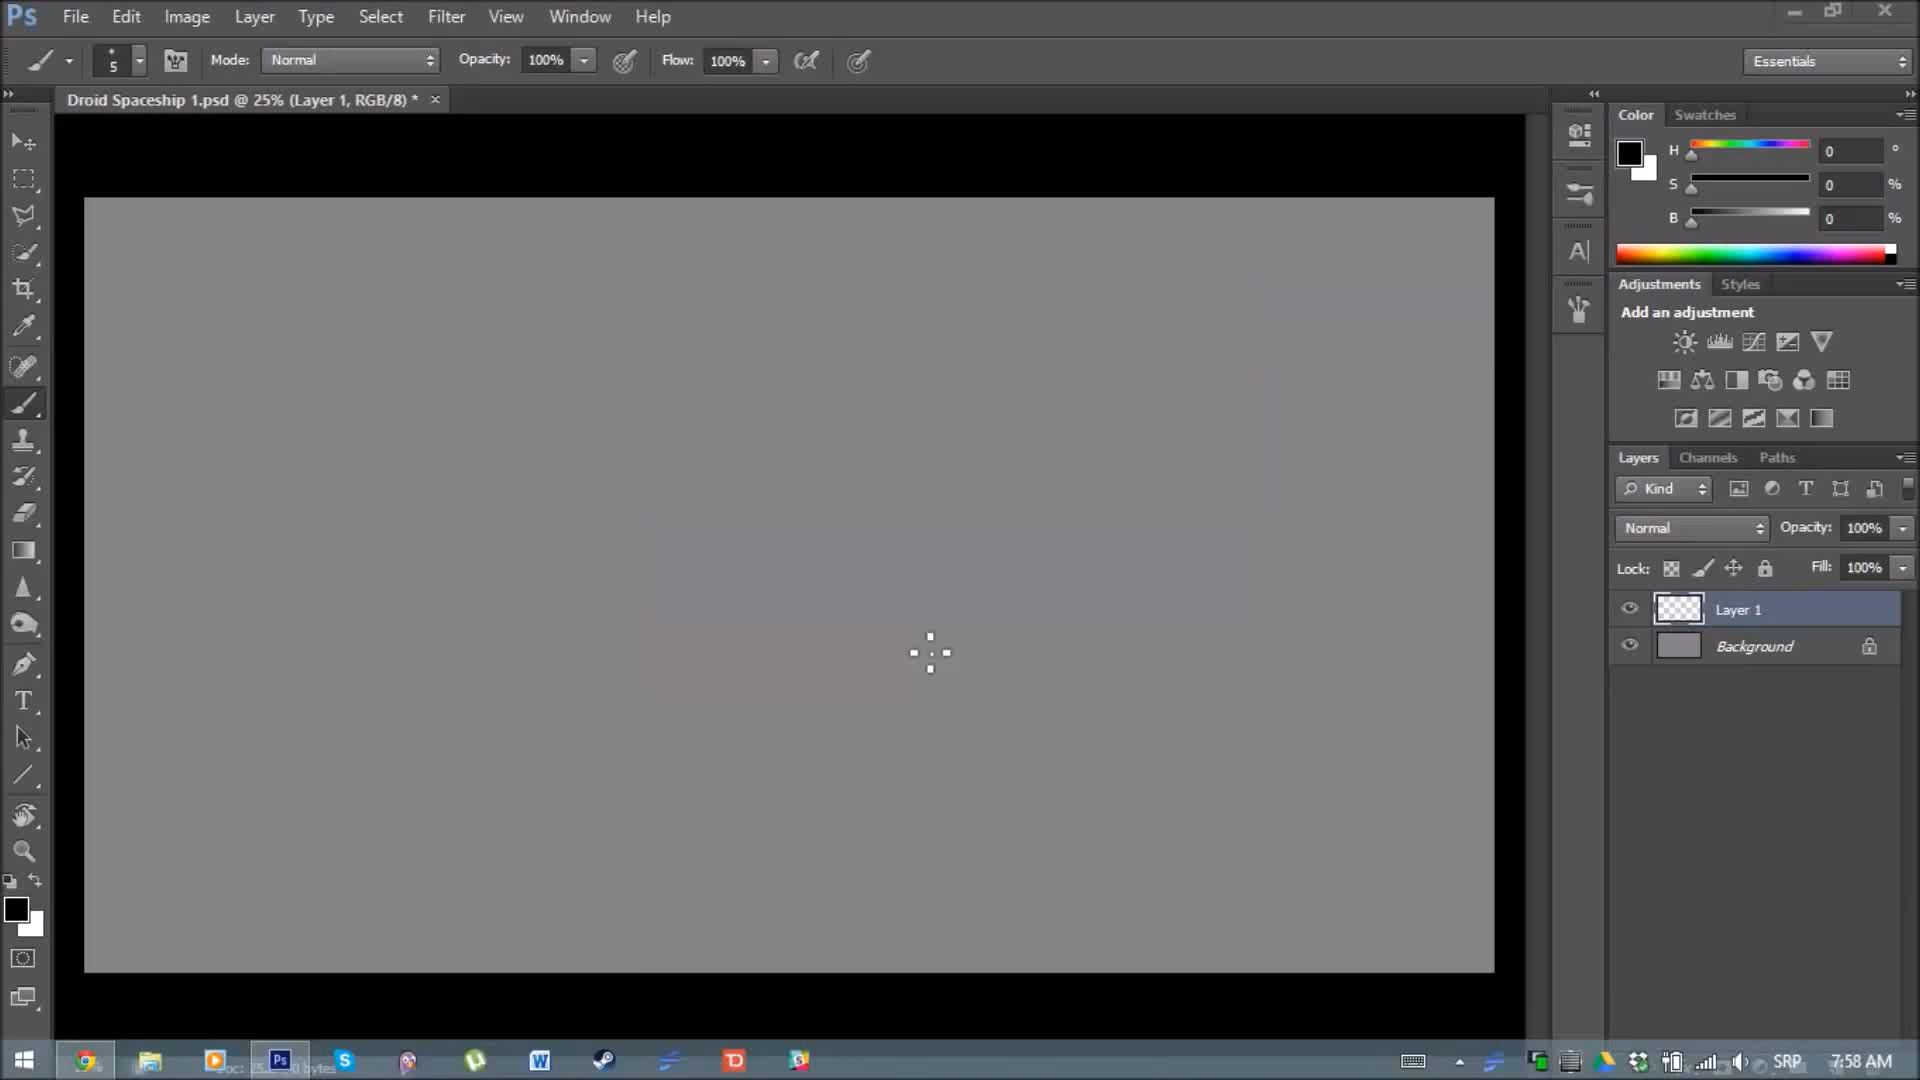 Ps File Edit Image Layer Type Select Filter View Window Help
5 Mode: Normal Opacity: 100% Flow: 100% Essentials
Droid Spaceship 1.psd @ 25% (Layer 1, RGB/8) * ×
Color Swatches
H 0 °
S 0 %
B 0 %
Adjustments Styles
Add an adjustment
Layers Channels Paths
Kind
Normal Opacity: 100%
Lock: Fill: 100%
Layer 1
Background
SRP 7:58 AM